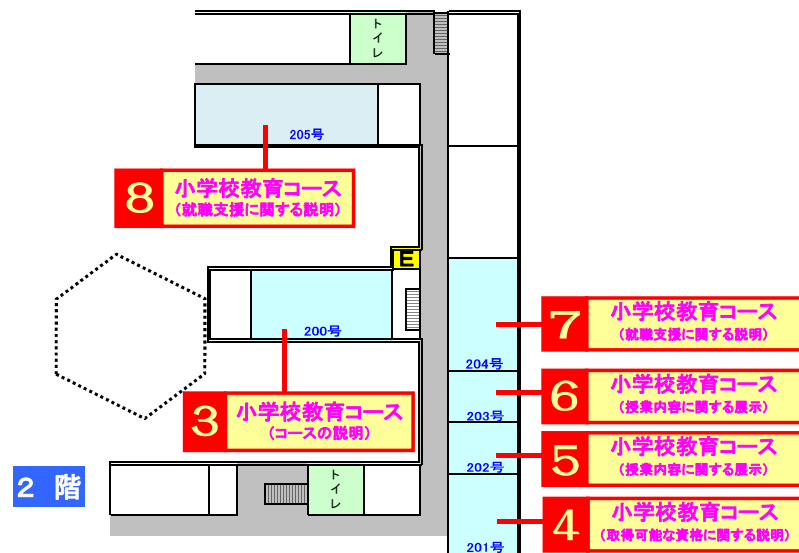 トイレ
205号
8
小学校教育コース
(就職支援に関する説明)
E
200号
204号
7
小学校教育コース
(就職支援に関する説明)
3
小学校教育コース
(コースの説明)
203号
6
小学校教育コース
(授業内容に関する展示)
202号
5
小学校教育コース
(授業内容に関する展示)
2 階
トイレ
201号
4
小学校教育コース
(取得可能な資格に関する説明)